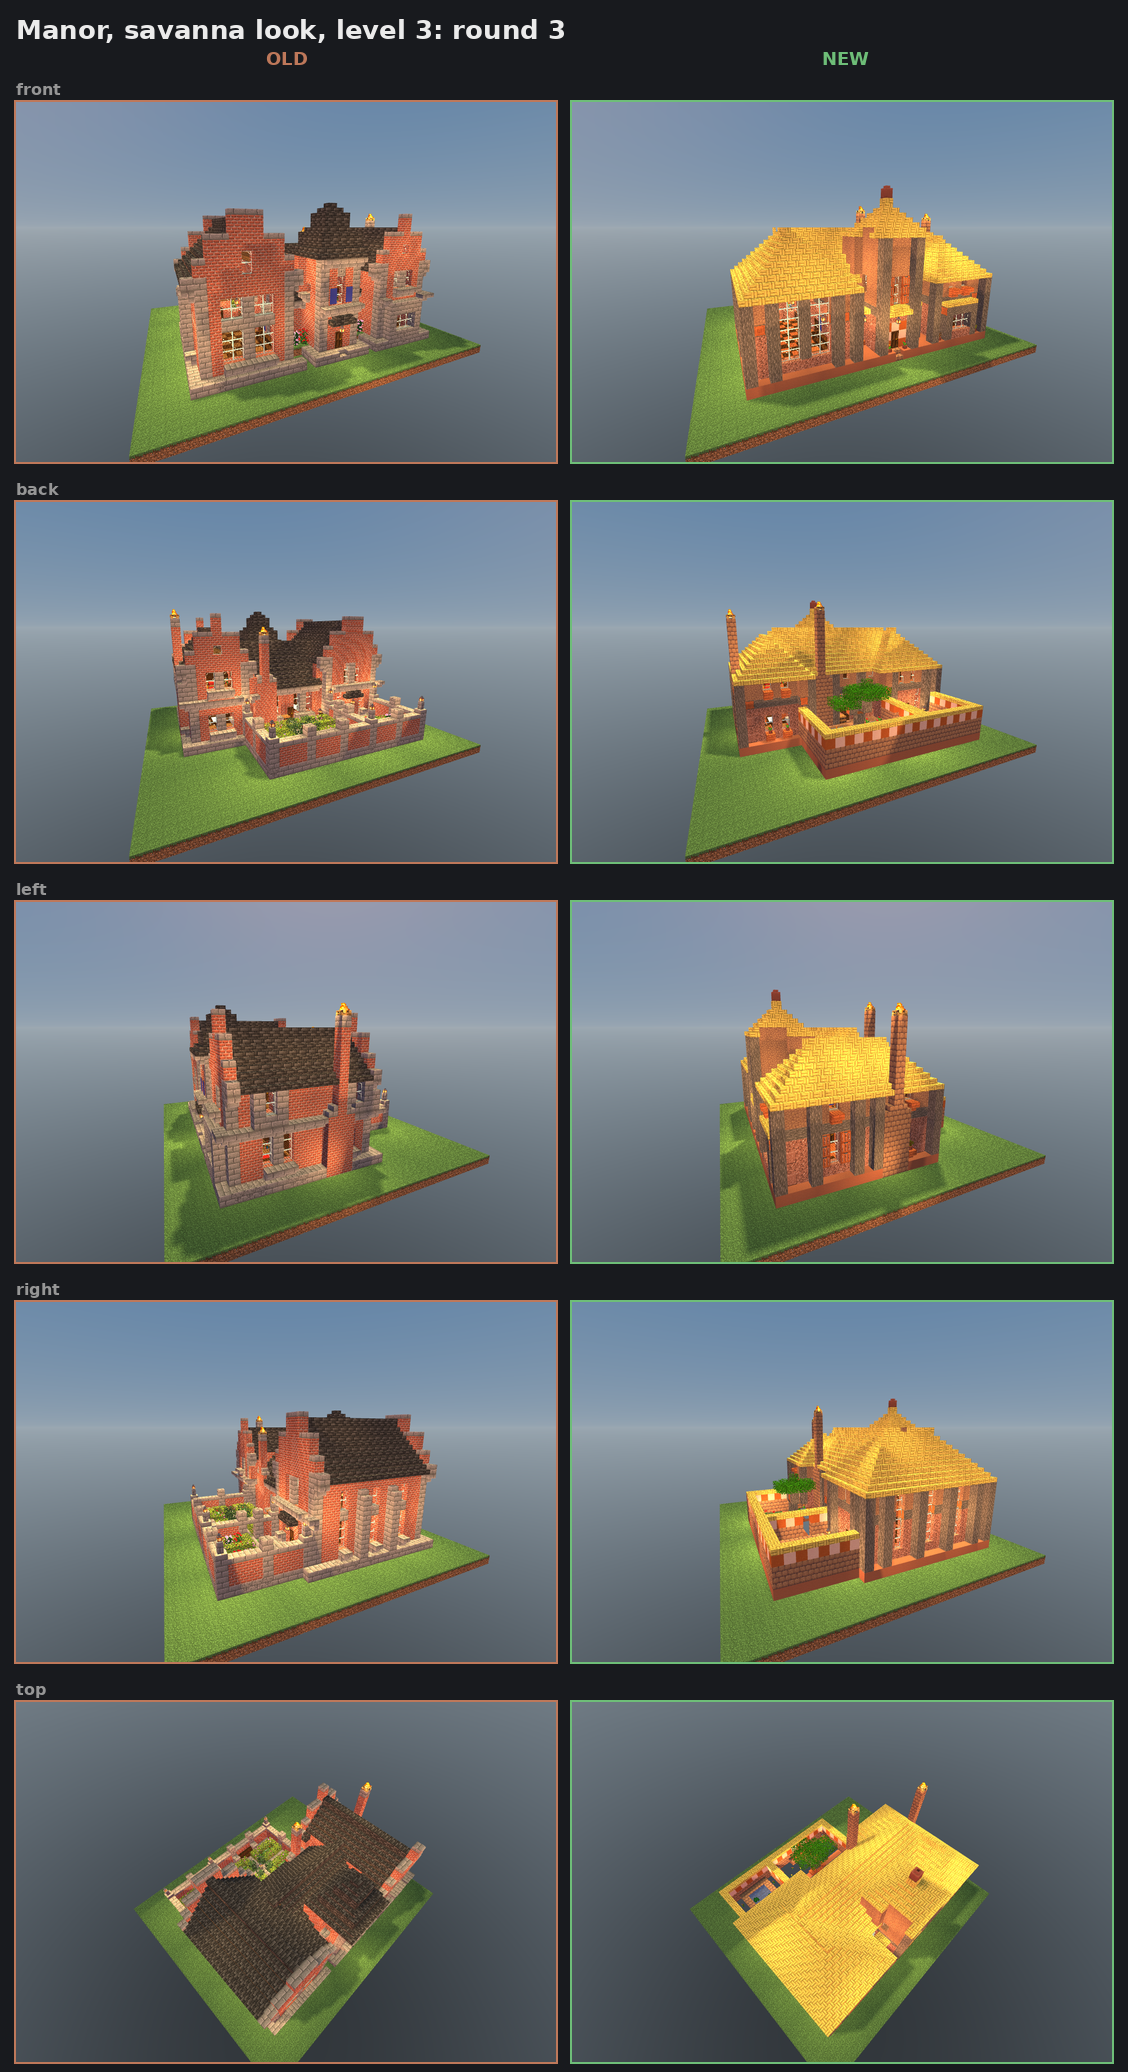 Manor, savanna look, level 3: round 3
OLD NEW
front
back
left
right
top